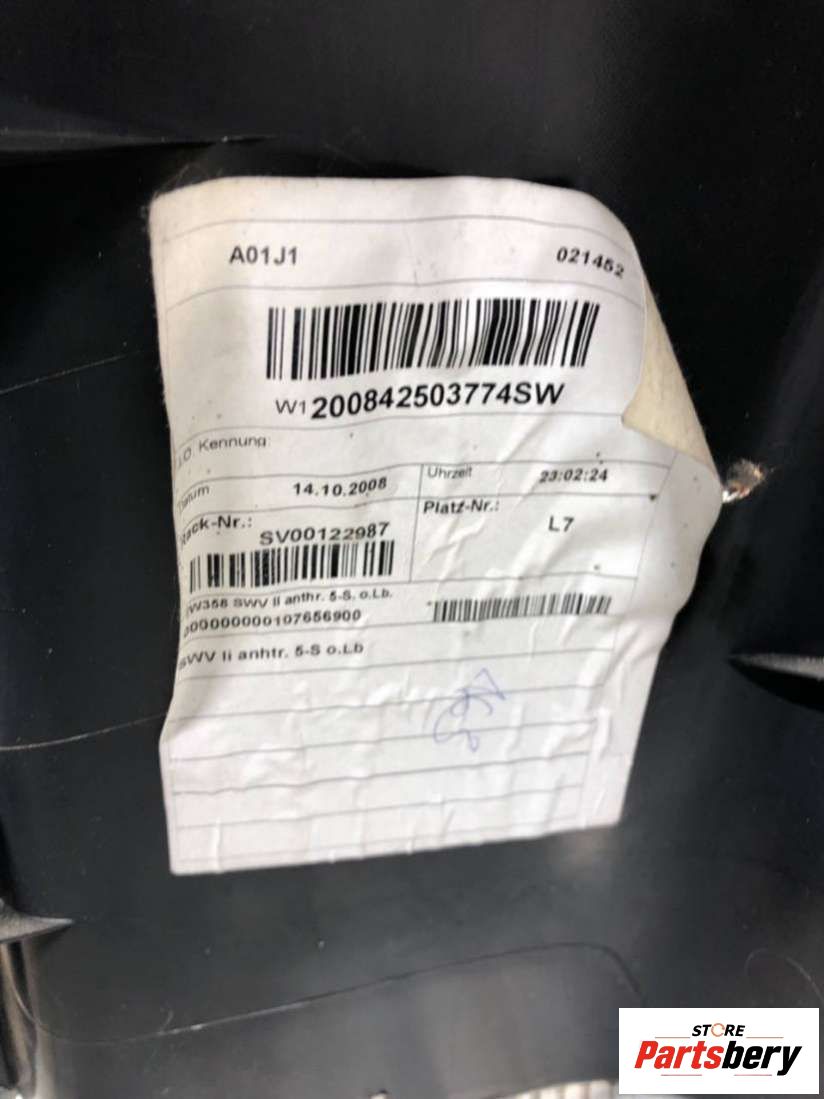 A01J1 021452
W1200842503774SW
I.O. Kennung
Datum 14.10.2008 Uhrzeit 23:02:24
Rack-Nr.: SV00122987 Platz-Nr.: L7
VW358 SWV li anthr. 5-S. o.Lb.
000000000107656900
SWV li anhtr. 5-S o.Lb
STORE
Partsbery